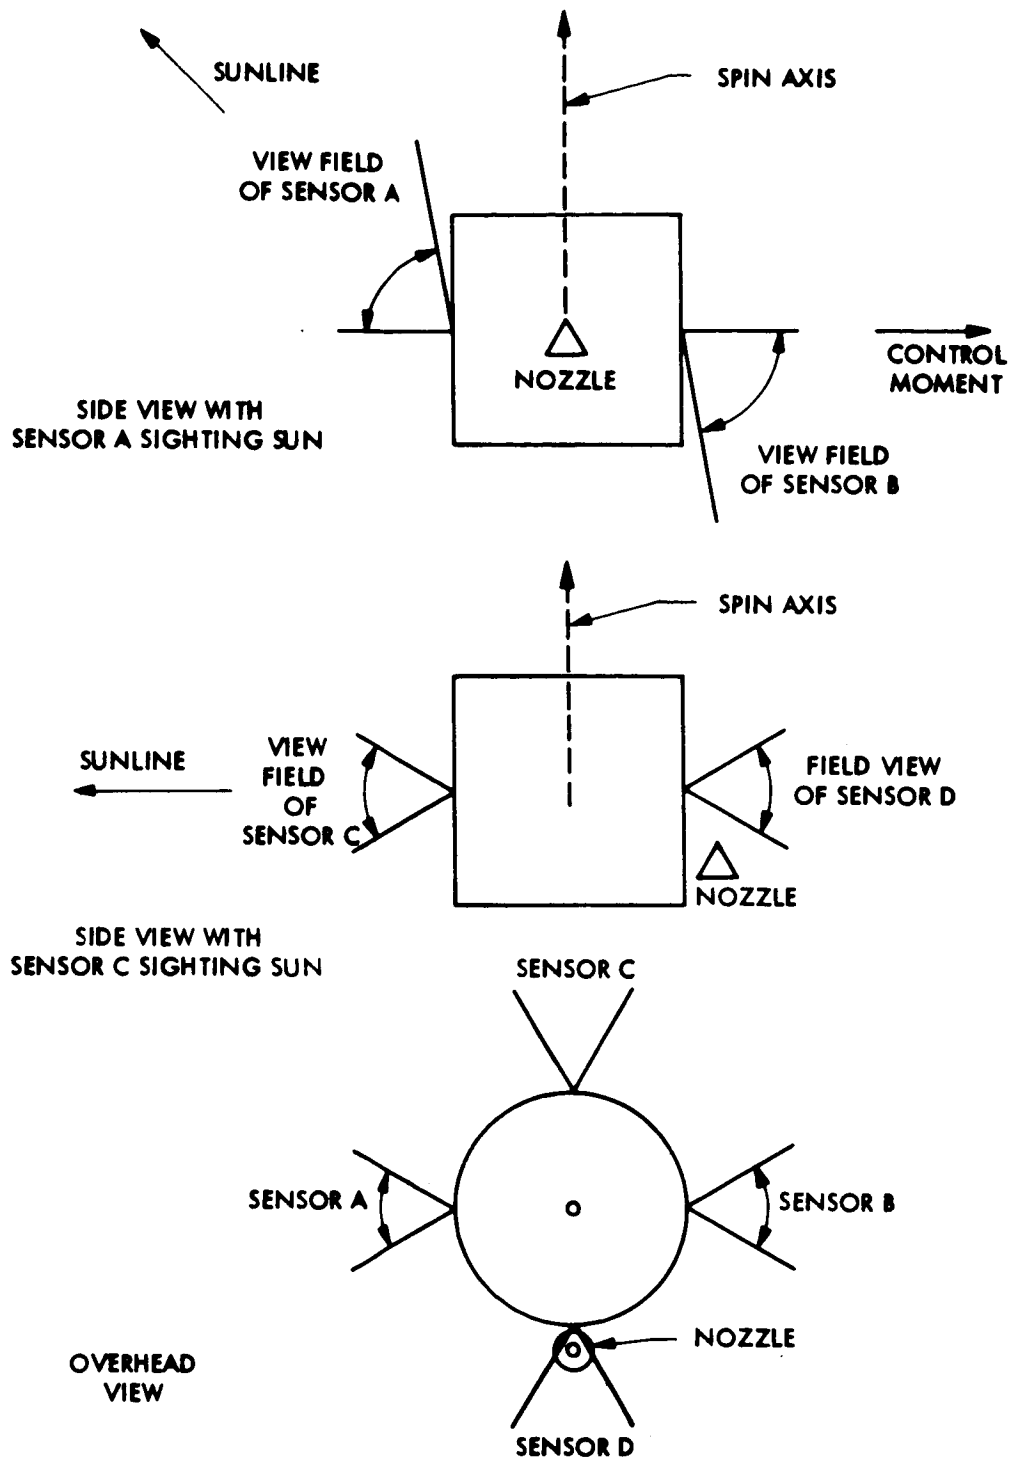 SUNLINE
SPIN AXIS
VIEW FIELD
OF SENSOR A
NOZZLE
CONTROL
MOMENT
SIDE VIEW WITH
SENSOR A SIGHTING SUN
VIEW FIELD
OF SENSOR B
SPIN AXIS
SUNLINE
VIEW
FIELD
OF
SENSOR C
FIELD VIEW
OF SENSOR D
NOZZLE
SIDE VIEW WITH
SENSOR C SIGHTING SUN
SENSOR C
SENSOR A
SENSOR B
NOZZLE
OVERHEAD
VIEW
SENSOR D